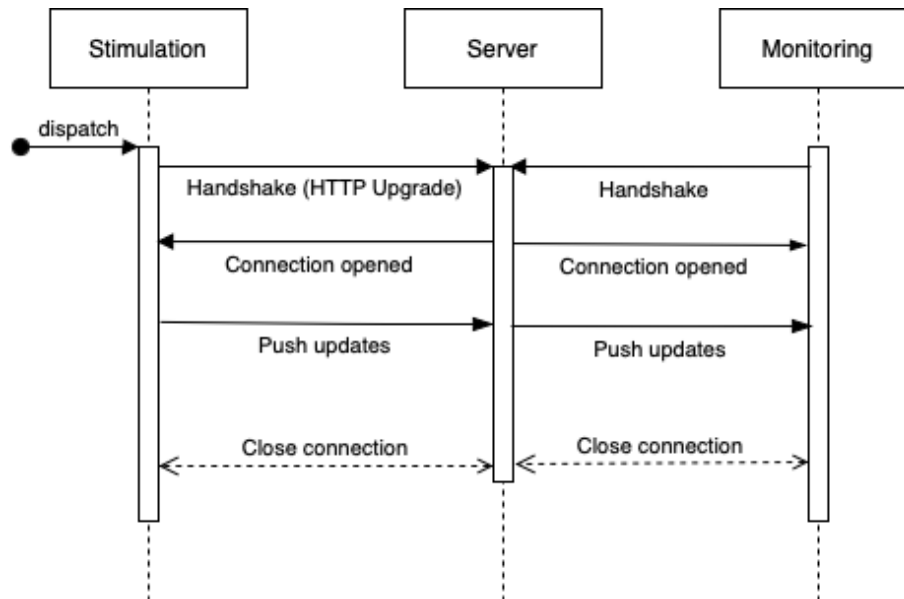 Stimulation
Server
Monitoring
dispatch
Handshake (HTTP Upgrade)
Handshake
Connection opened
Connection opened
Push updates
Push updates
Close connection
Close connection